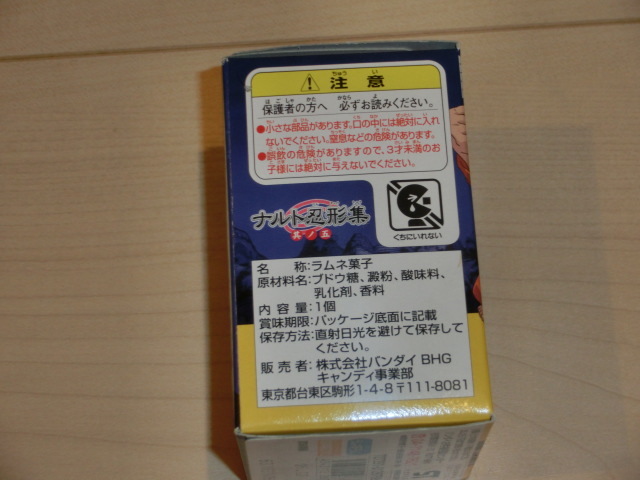 注意
保護者の方へ 必ずお読みください。
●小さな部品があります。口の中には絶対に入れ
ないでください。窒息などの危険があります。
●誤飲の危険がありますので、3才未満のお
子様には絶対に与えないでください。
ナルト忍形集
其ノ五
くちにいれない
名 称:ラムネ菓子
原材料名:ブドウ糖、澱粉、酸味料、
乳化剤、香料
内容量:1個
賞味期限:パッケージ底面に記載
保存方法:直射日光を避けて保存して
ください。
販売者:株式会社バンダイ BHG
キャンディ事業部
東京都台東区駒形1-4-8〒111-8081